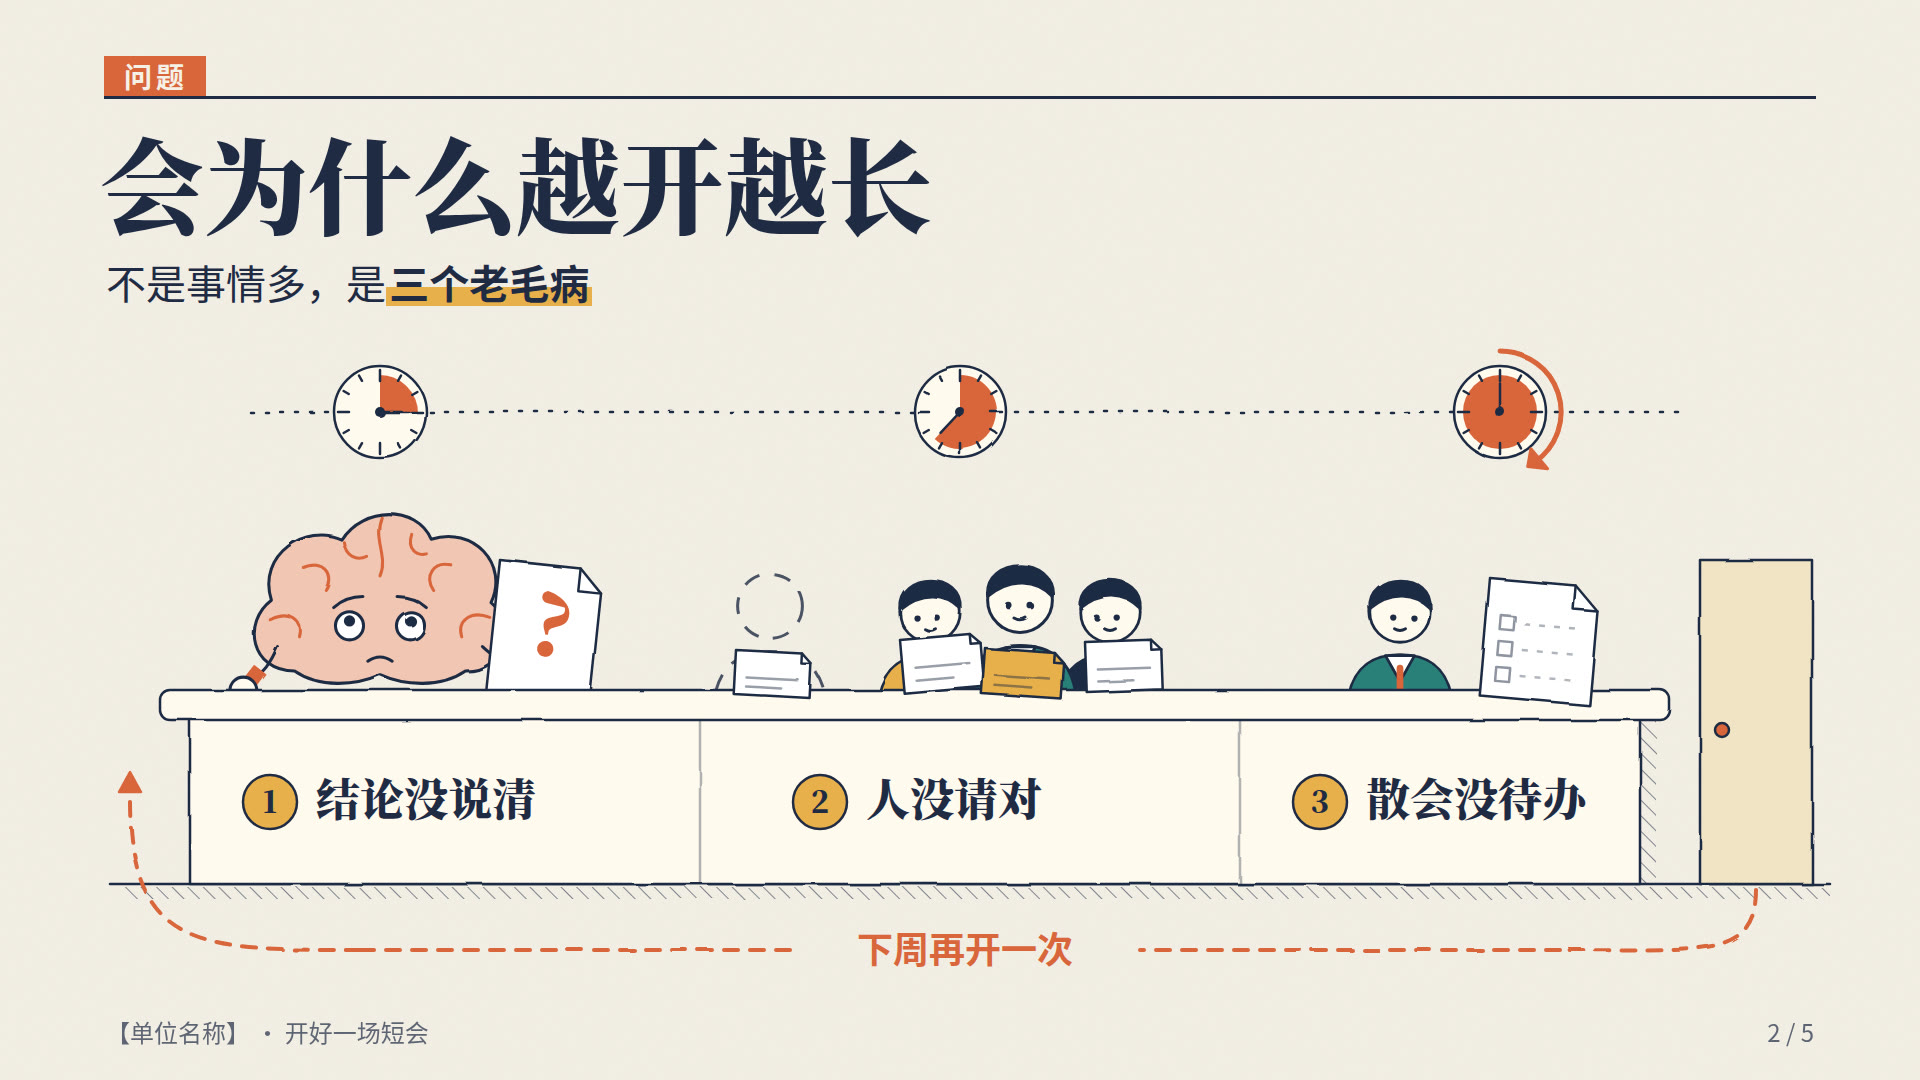 问题
会为什么越开越长
不是事情多，是三个老毛病
?
1 结论没说清
2 人没请对
3 散会没待办
下周再开一次
【单位名称】 · 开好一场短会
2 / 5